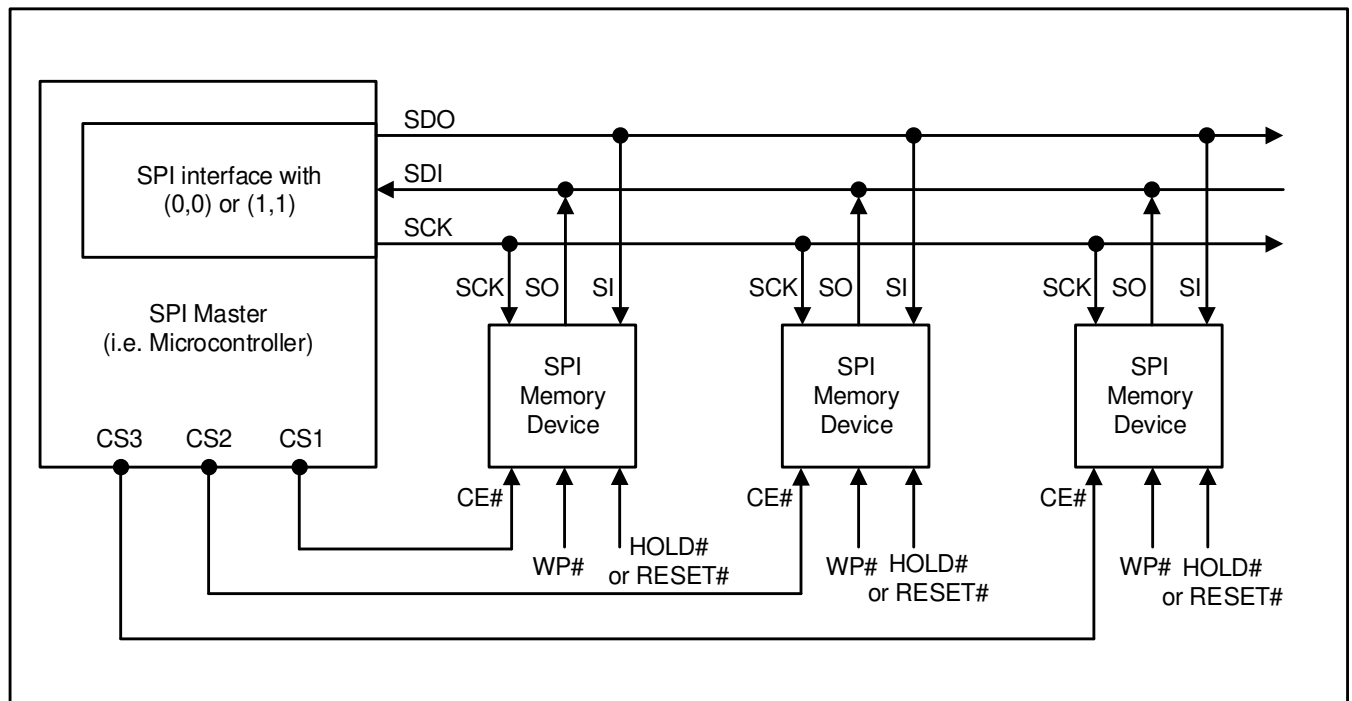 SDO
SPI interface with
(0,0) or (1,1)
SDI
SCK
SCK SO SI
SCK SO SI
SCK SO SI
SPI Master
(i.e. Microcontroller)
SPI
Memory
Device
SPI
Memory
Device
SPI
Memory
Device
CS3 CS2 CS1
CE#
WP#
HOLD#
or RESET#
CE#
WP#
HOLD#
or RESET#
CE#
WP#
HOLD#
or RESET#